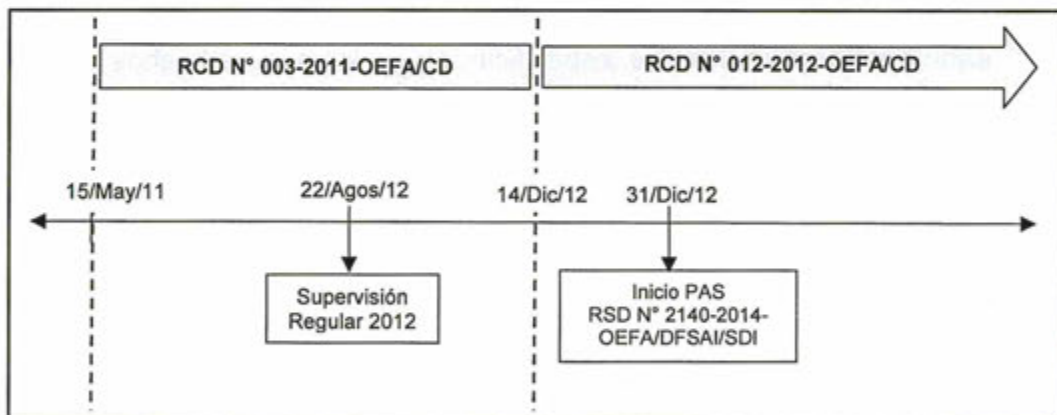 RCD N° 003-2011-OEFA/CD
RCD N° 012-2012-OEFA/CD
15/May/11
22/Agos/12
14/Dic/12
31/Dic/12
Supervisión
Regular 2012
Inicio PAS
RSD N° 2140-2014-
OEFA/DFSAI/SDI